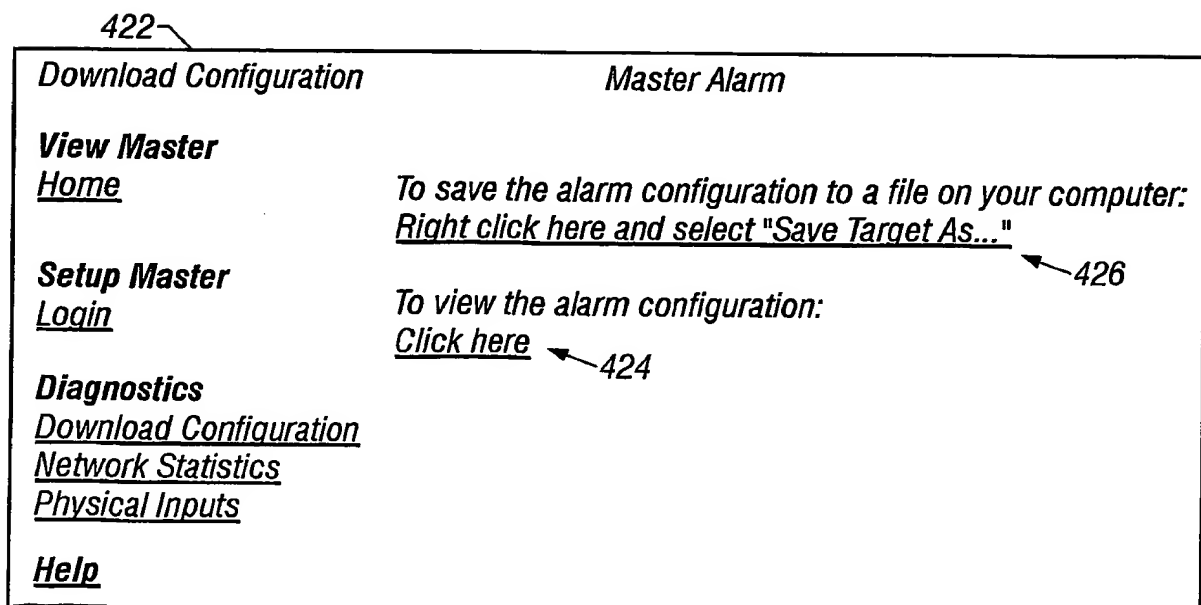 422
Download Configuration Master Alarm
View Master
Home
To save the alarm configuration to a file on your computer:
Right click here and select "Save Target As..."
426
Setup Master
Login
To view the alarm configuration:
Click here
424
Diagnostics
Download Configuration
Network Statistics
Physical Inputs
Help